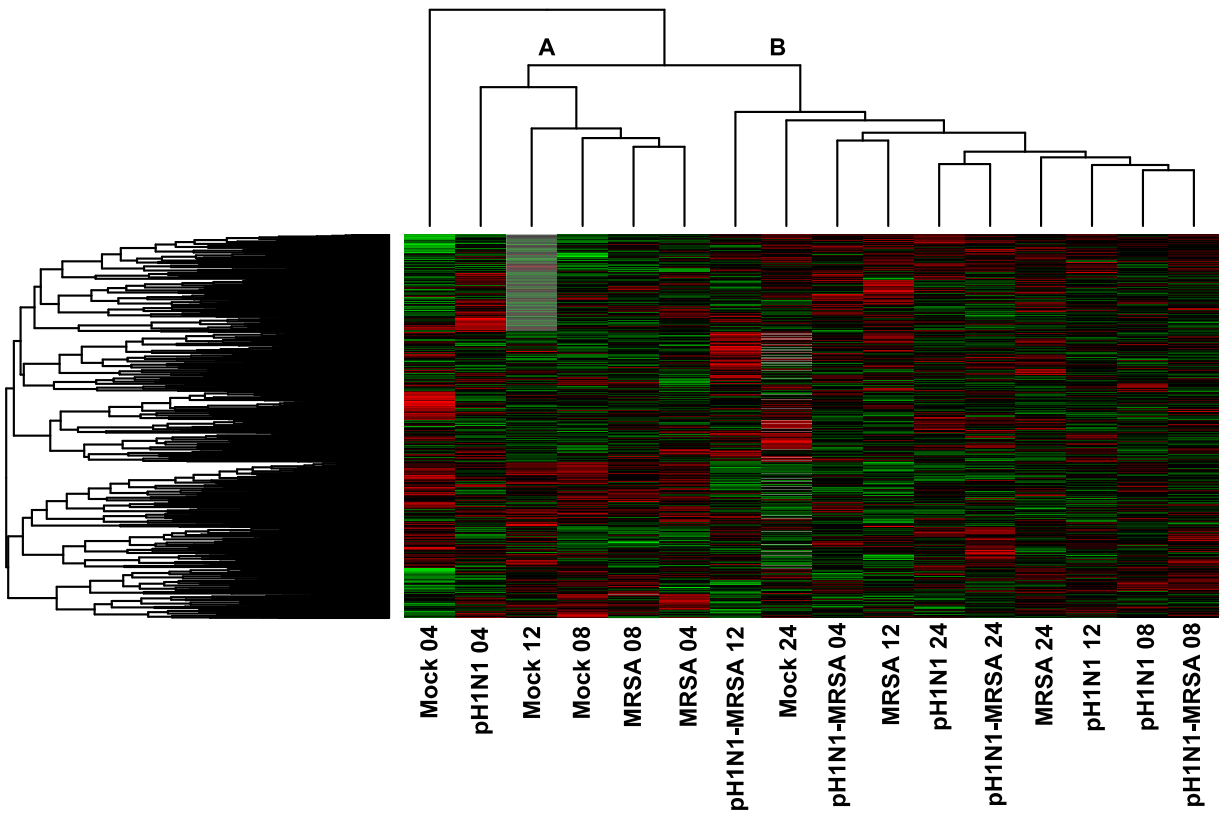 A
B
Mock 04
pH1N1 04
Mock 12
Mock 08
MRSA 08
MRSA 04
pH1N1-MRSA 12
Mock 24
pH1N1-MRSA 04
MRSA 12
pH1N1 24
pH1N1-MRSA 24
MRSA 24
pH1N1 12
pH1N1 08
pH1N1-MRSA 08